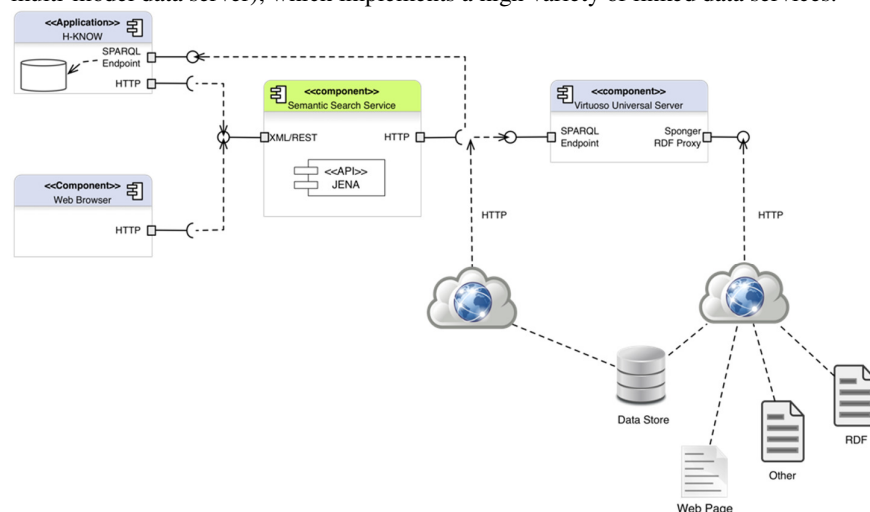 multi-model data server), which implements a high variety of linked data services.
<<Application>>
H-KNOW
SPARQL
Endpoint
HTTP
<<component>>
Semantic Search Service
XML/REST
HTTP
<<API>>
JENA
<<component>>
Virtuoso Universal Server
SPARQL
Endpoint
Sponger
RDF Proxy
<<Component>>
Web Browser
HTTP
HTTP
HTTP
Data Store
RDF
Other
Web Page